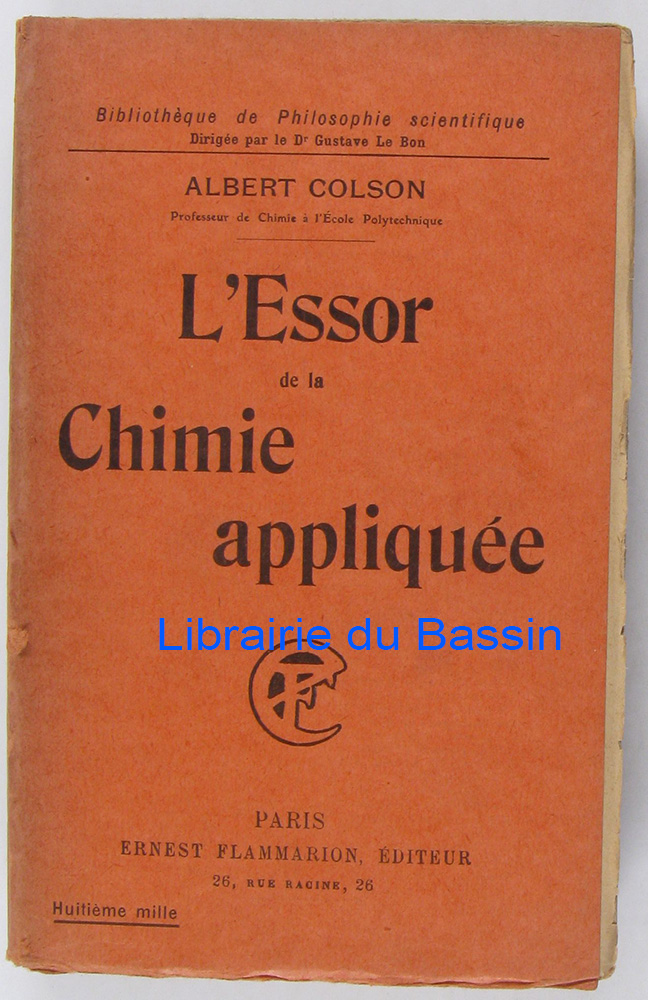 Bibliothèque de Philosophie scientifique
Dirigée par le Dr Gustave Le Bon
ALBERT COLSON
Professeur de Chimie à l'École Polytechnique
L'Essor
de la
Chimie
appliquée
Librairie du Bassin
PARIS
ERNEST FLAMMARION, ÉDITEUR
26, RUE RACINE, 26
Huitième mille